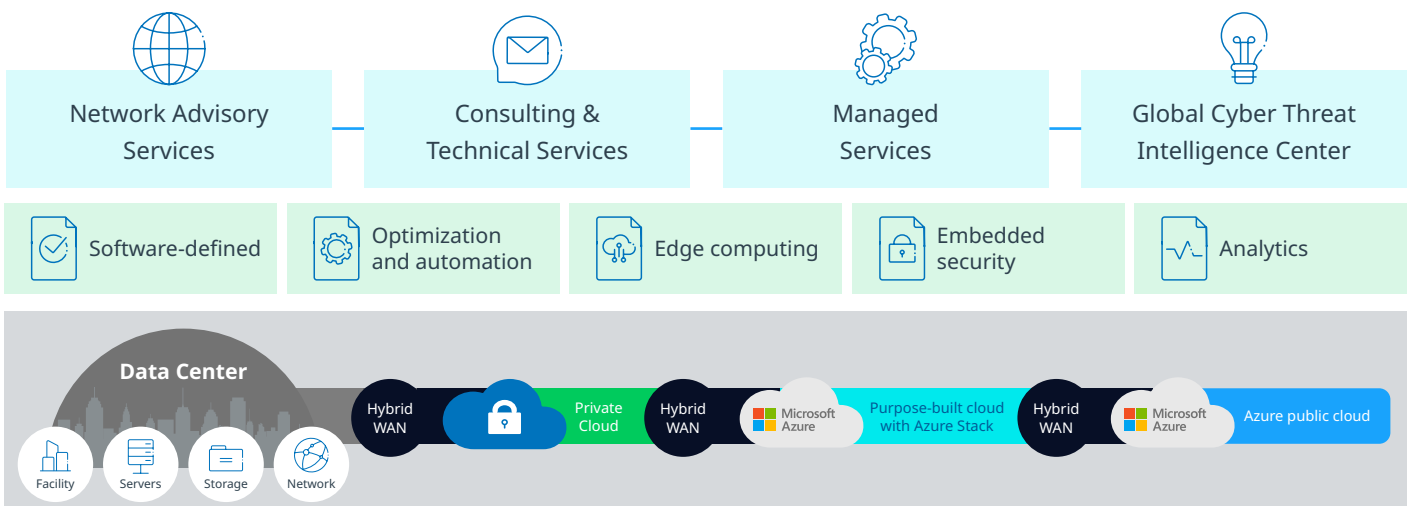 Network Advisory
Services
Consulting &
Technical Services
Managed
Services
Global Cyber Threat
Intelligence Center
Software-defined
Optimization
and automation
Edge computing
Embedded
security
Analytics
Data Center
Facility
Servers
Storage
Network
Hybrid
WAN
Private
Cloud
Hybrid
WAN
Microsoft
Azure
Purpose-built cloud
with Azure Stack
Hybrid
WAN
Microsoft
Azure
Azure public cloud